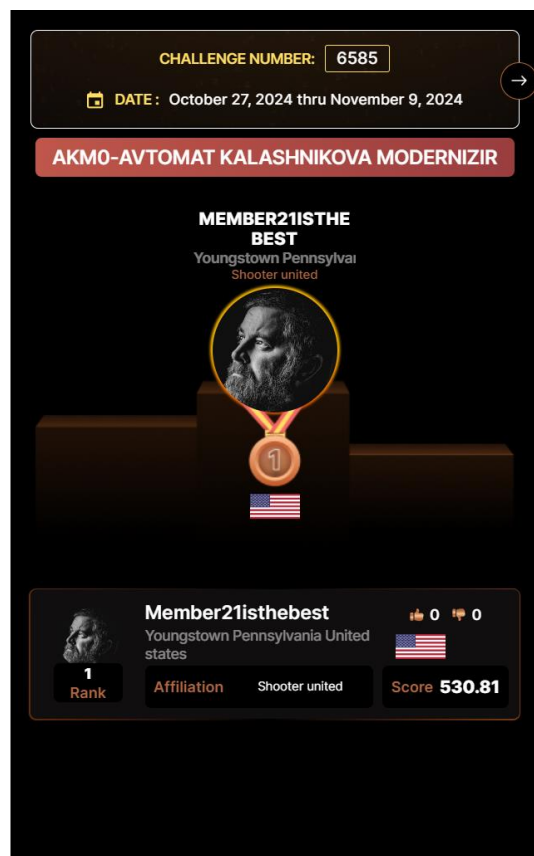 CHALLENGE NUMBER: 6585
DATE : October 27, 2024 thru November 9, 2024
AKM0-AVTOMAT KALASHNIKOVA MODERNIZIR
MEMBER21ISTHE
BEST
Youngstown Pennsylvai
Shooter united
1
Member21isthebest
0 0
Youngstown Pennsylvania United
states
1
Rank
Affiliation Shooter united
Score 530.81